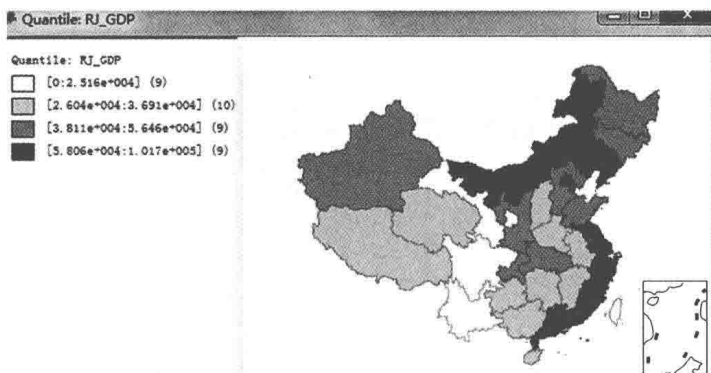 Quantile: RJ_GDP
Quantile: RJ_GDP
[0:2.516e+004] (9)
[2.604e+004:3.691e+004] (10)
[3.811e+004:5.646e+004] (9)
[5.806e+004:1.017e+005] (9)